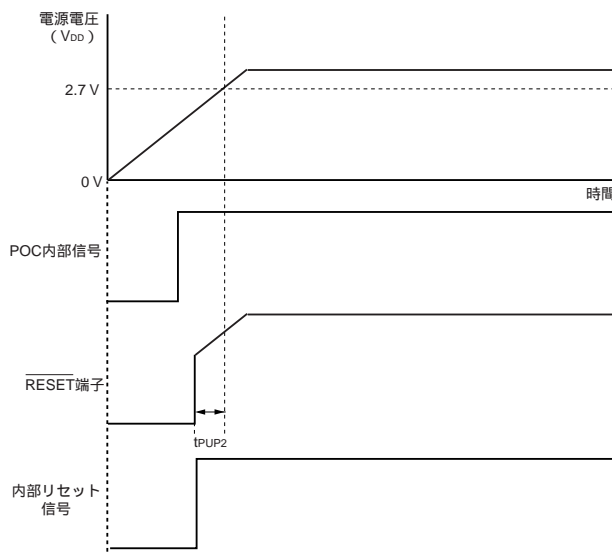 電源電圧
（VDD）
2.7 V
0 V
時間
POC内部信号
RESET端子
tPUP2
内部リセット
信号